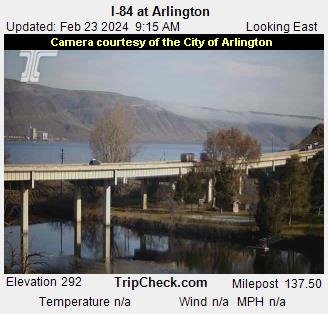 I-84 at Arlington
Updated: Feb 23 2024 9:15 AM Looking East
Camera courtesy of the City of Arlington
Elevation 292 TripCheck.com Milepost 137.50
Temperature n/a Wind n/a MPH n/a